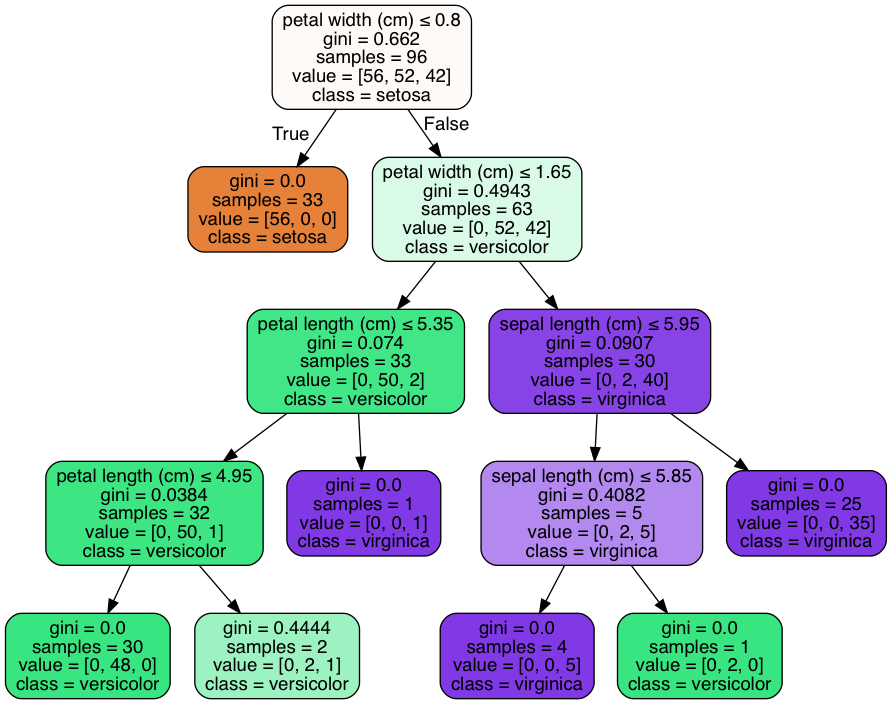 petal width (cm) ≤ 0.8
gini = 0.662
samples = 96
value = [56, 52, 42]
class = setosa
True
False
gini = 0.0
samples = 33
value = [56, 0, 0]
class = setosa
petal width (cm) ≤ 1.65
gini = 0.4943
samples = 63
value = [0, 52, 42]
class = versicolor
petal length (cm) ≤ 5.35
gini = 0.074
samples = 33
value = [0, 50, 2]
class = versicolor
sepal length (cm) ≤ 5.95
gini = 0.0907
samples = 30
value = [0, 2, 40]
class = virginica
petal length (cm) ≤ 4.95
gini = 0.0384
samples = 32
value = [0, 50, 1]
class = versicolor
gini = 0.0
samples = 1
value = [0, 0, 1]
class = virginica
sepal length (cm) ≤ 5.85
gini = 0.4082
samples = 5
value = [0, 2, 5]
class = virginica
gini = 0.0
samples = 25
value = [0, 0, 35]
class = virginica
gini = 0.0
samples = 30
value = [0, 48, 0]
class = versicolor
gini = 0.4444
samples = 2
value = [0, 2, 1]
class = versicolor
gini = 0.0
samples = 4
value = [0, 0, 5]
class = virginica
gini = 0.0
samples = 1
value = [0, 2, 0]
class = versicolor